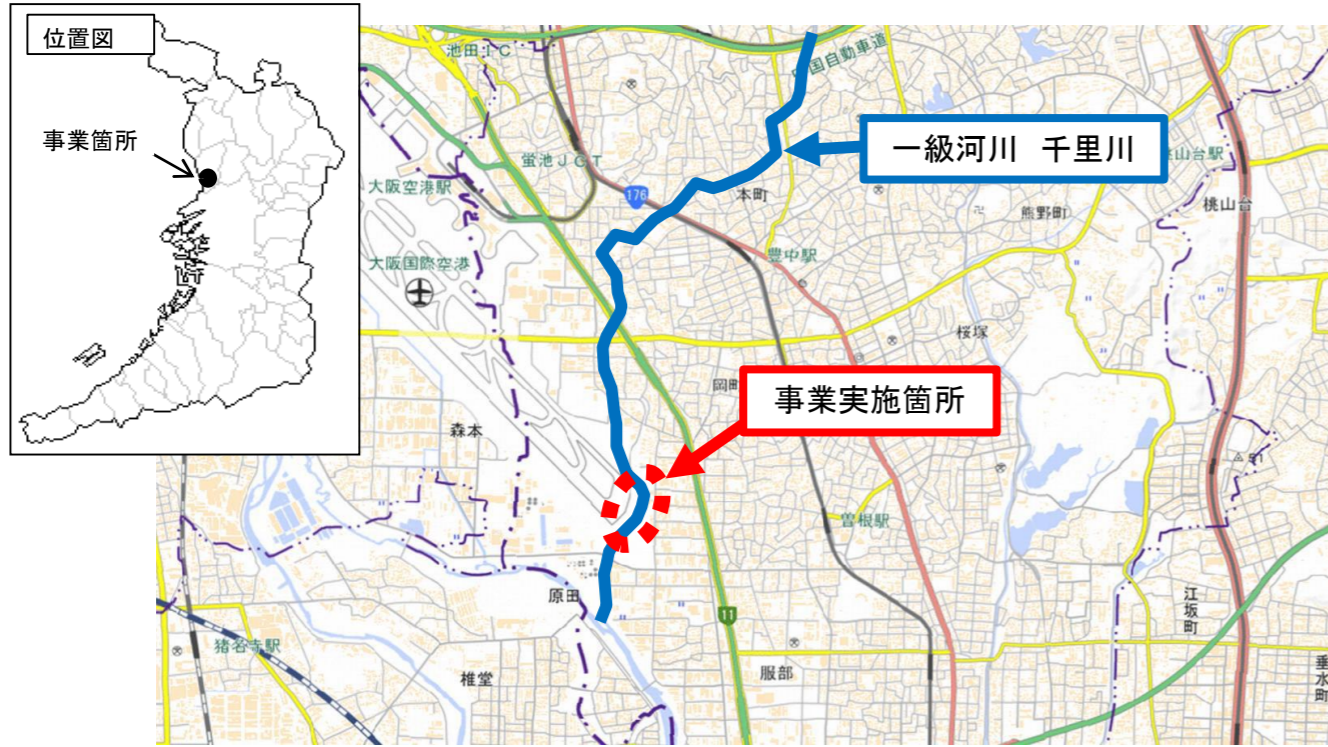 位置図
事業箇所
池田IC
中国自動車道
一級河川 千里川
桃山台駅
桃山台
蛍池JCT
大阪空港駅
176
本町
熊野町
豊中駅
大阪国際空港
桜塚
岡町
事業実施箇所
森本
曽根駅
原田
11
江坂町
猪名寺駅
椎堂
服部
垂水町